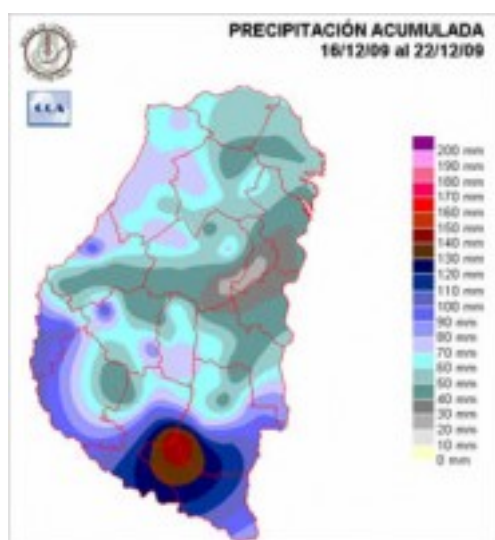 PRECIPITACIÓN ACUMULADA
16/12/09 al 22/12/09
CCA
200 mm
190 mm
180 mm
170 mm
160 mm
150 mm
140 mm
130 mm
120 mm
110 mm
100 mm
90 mm
80 mm
70 mm
60 mm
50 mm
40 mm
30 mm
20 mm
10 mm
0 mm